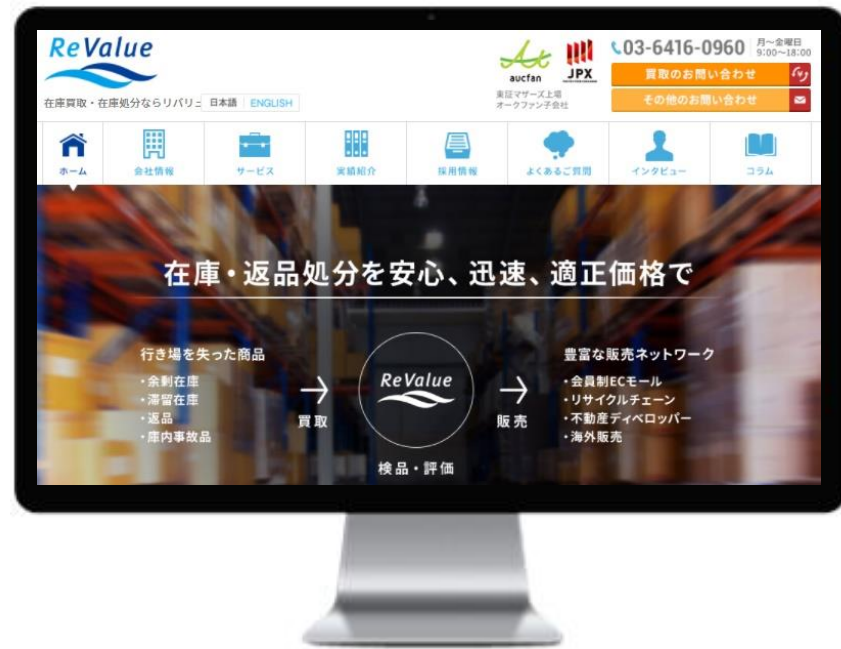 ReValue
在庫買取・在庫処分ならリバリュ
日本語
ENGLISH
aucfan
JPX
東証マザーズ上場
オークファン子会社
03-6416-0960
月〜金曜日
9:00〜18:00
買取のお問い合わせ
その他のお問い合わせ
ホーム
会社情報
サービス
実績紹介
採用情報
よくあるご質問
インタビュー
コラム
在庫・返品処分を安心、迅速、適正価格で
行き場を失った商品
・余剰在庫
・滞留在庫
・返品
・庫内事故品
→
買取
ReValue
検品・評価
→
販売
豊富な販売ネットワーク
・会員制ECモール
・リサイクルチェーン
・不動産ディベロッパー
・海外販売